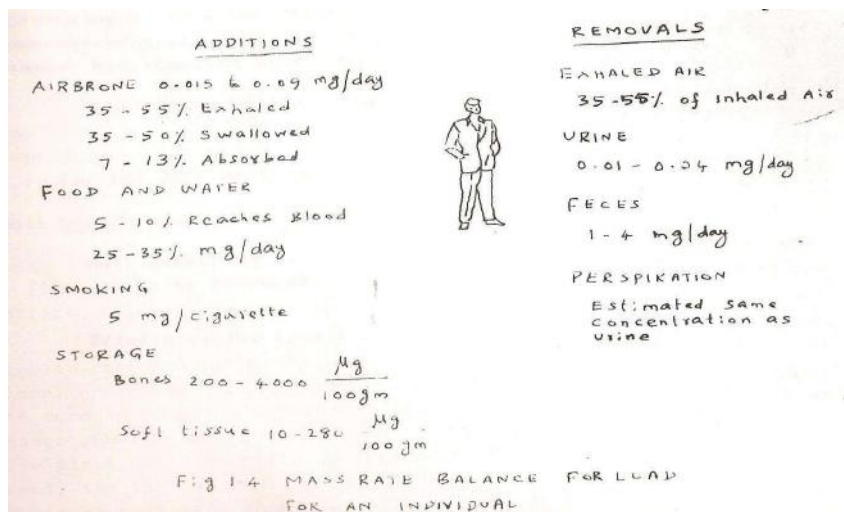 ADDITIONS
AIRBRONE 0.015 to 0.09 mg/day
35 - 55% Exhaled
35 - 50% Swallowed
7 - 13% Absorbed
FOOD AND WATER
5 - 10% Reaches Blood
25 - 35% mg/day
SMOKING
5 mg/cigarette
STORAGE
Bones 200 - 4000 μg/100gm
Soft tissue 10-280 μg/100 gm
REMOVALS
EXHALED AIR
35 -55% of Inhaled Air
URINE
0.01 - 0.04 mg/day
FECES
1 - 4 mg/day
PERSPIRATION
Estimated same
concentration as
urine
Fig 1.4 MASS RATE BALANCE FOR LEAD
FOR AN INDIVIDUAL